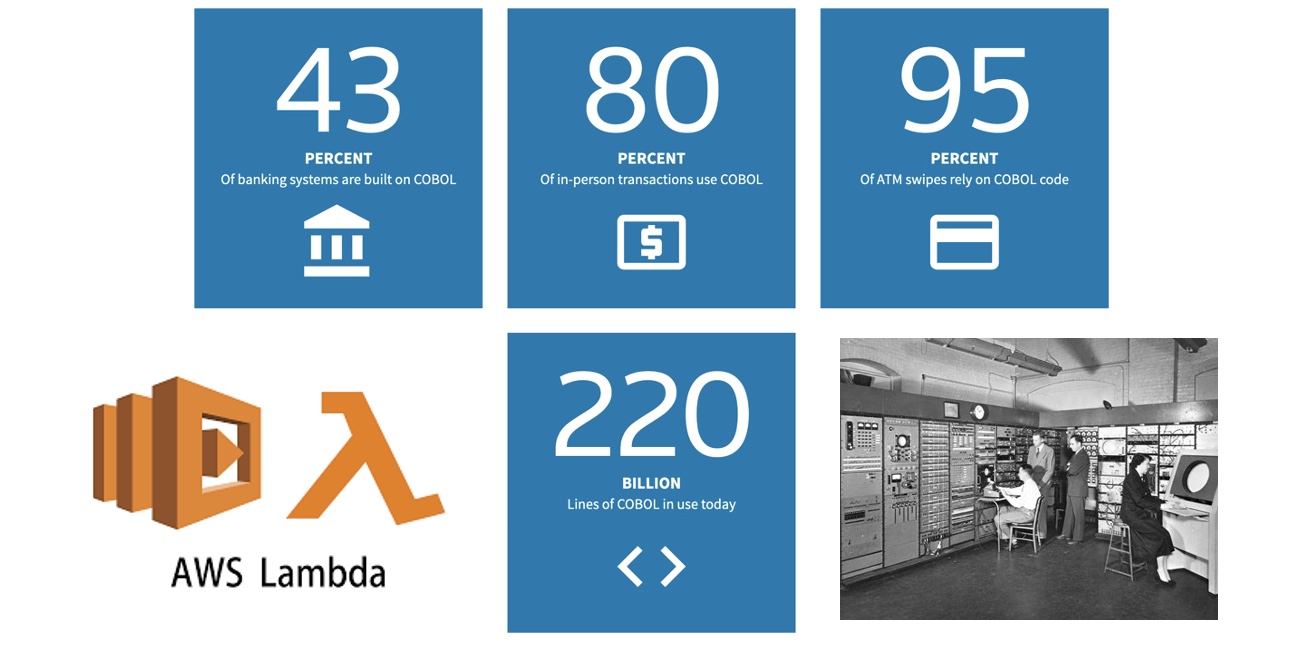 43
PERCENT
Of banking systems are built on COBOL
80
PERCENT
Of in-person transactions use COBOL
95
PERCENT
Of ATM swipes rely on COBOL code
AWS Lambda
220
BILLION
Lines of COBOL in use today